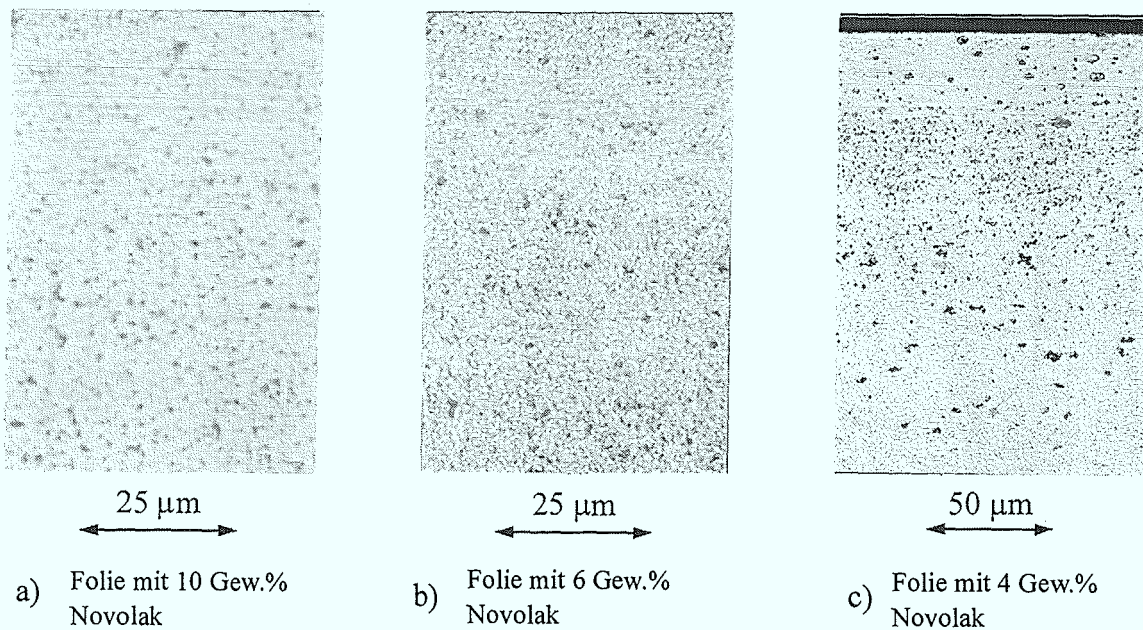 25 µm
25 µm
50 µm
a) Folie mit 10 Gew.%
Novolak
b) Folie mit 6 Gew.%
Novolak
c) Folie mit 4 Gew.%
Novolak